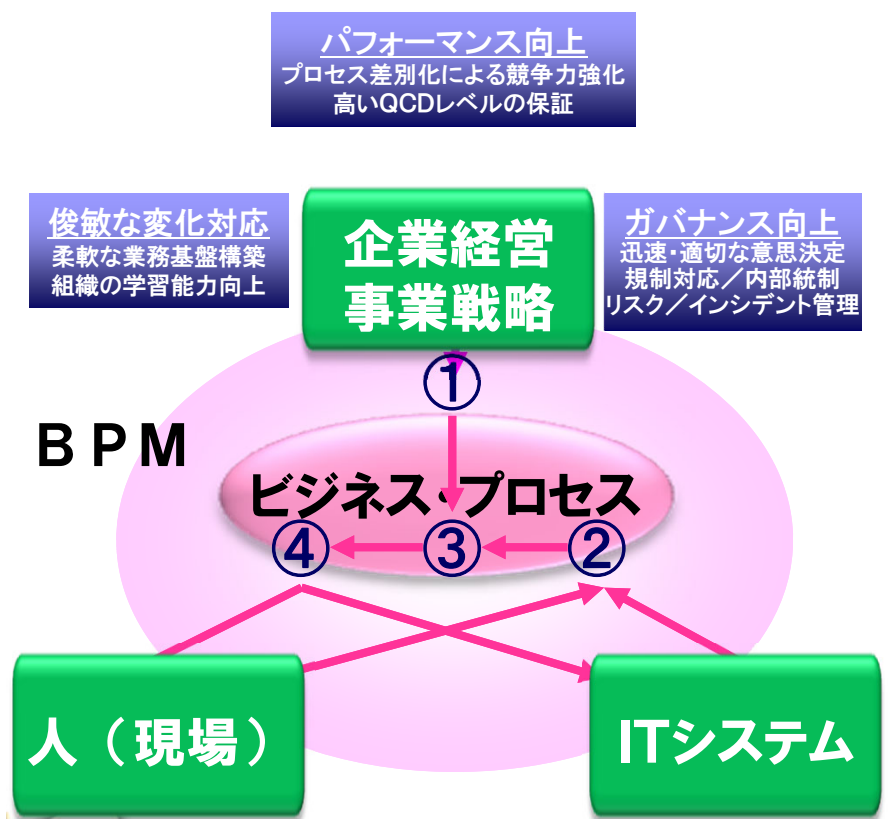 パフォーマンス向上
プロセス差別化による競争力強化
高いQCDレベルの保証
俊敏な変化対応
柔軟な業務基盤構築
組織の学習能力向上
企業経営
事業戦略
ガバナンス向上
迅速・適切な意思決定
規制対応／内部統制
リスク／インシデント管理
①
ＢＰＭ
ビジネス・プロセス
④ ③ ②
人（現場）
ITシステム